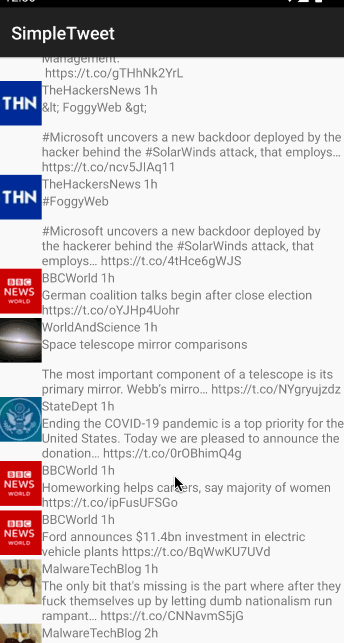 SimpleTweet
Management.
https://t.co/gTHhNk2YrL
THN
TheHackersNews 1h
&lt; FoggyWeb &gt;
#Microsoft uncovers a new backdoor deployed by the
hacker behind the #SolarWinds attack, that employs…
https://t.co/ncv5JIAq11
THN
TheHackersNews 1h
#FoggyWeb
#Microsoft uncovers a new backdoor deployed by
the hackerer behind the #SolarWinds attack, that
employs… https://t.co/4tHce6gWJS
BBC
NEWS
WORLD
BBCWorld 1h
German coalition talks begin after close election
https://t.co/oYJHp4Uohr
WorldAndScience 1h
Space telescope mirror comparisons
The most important component of a telescope is its
primary mirror. Webb’s mirro… https://t.co/NYgryujzdz
StateDept 1h
Ending the COVID-19 pandemic is a top priority for the
United States. Today we are pleased to announce the
donation… https://t.co/0rOBhimQ4g
BBC
NEWS
WORLD
BBCWorld 1h
Homeworking helps careers, say majority of women
https://t.co/ipFusUFSGo
BBC
NEWS
WORLD
BBCWorld 1h
Ford announces $11.4bn investment in electric
vehicle plants https://t.co/BqWwKU7UVd
MalwareTechBlog 1h
The only bit that's missing is the part where after they
fuck themselves up by letting dumb nationalism run
rampant… https://t.co/CNNavmS5jG
MalwareTechBlog 2h